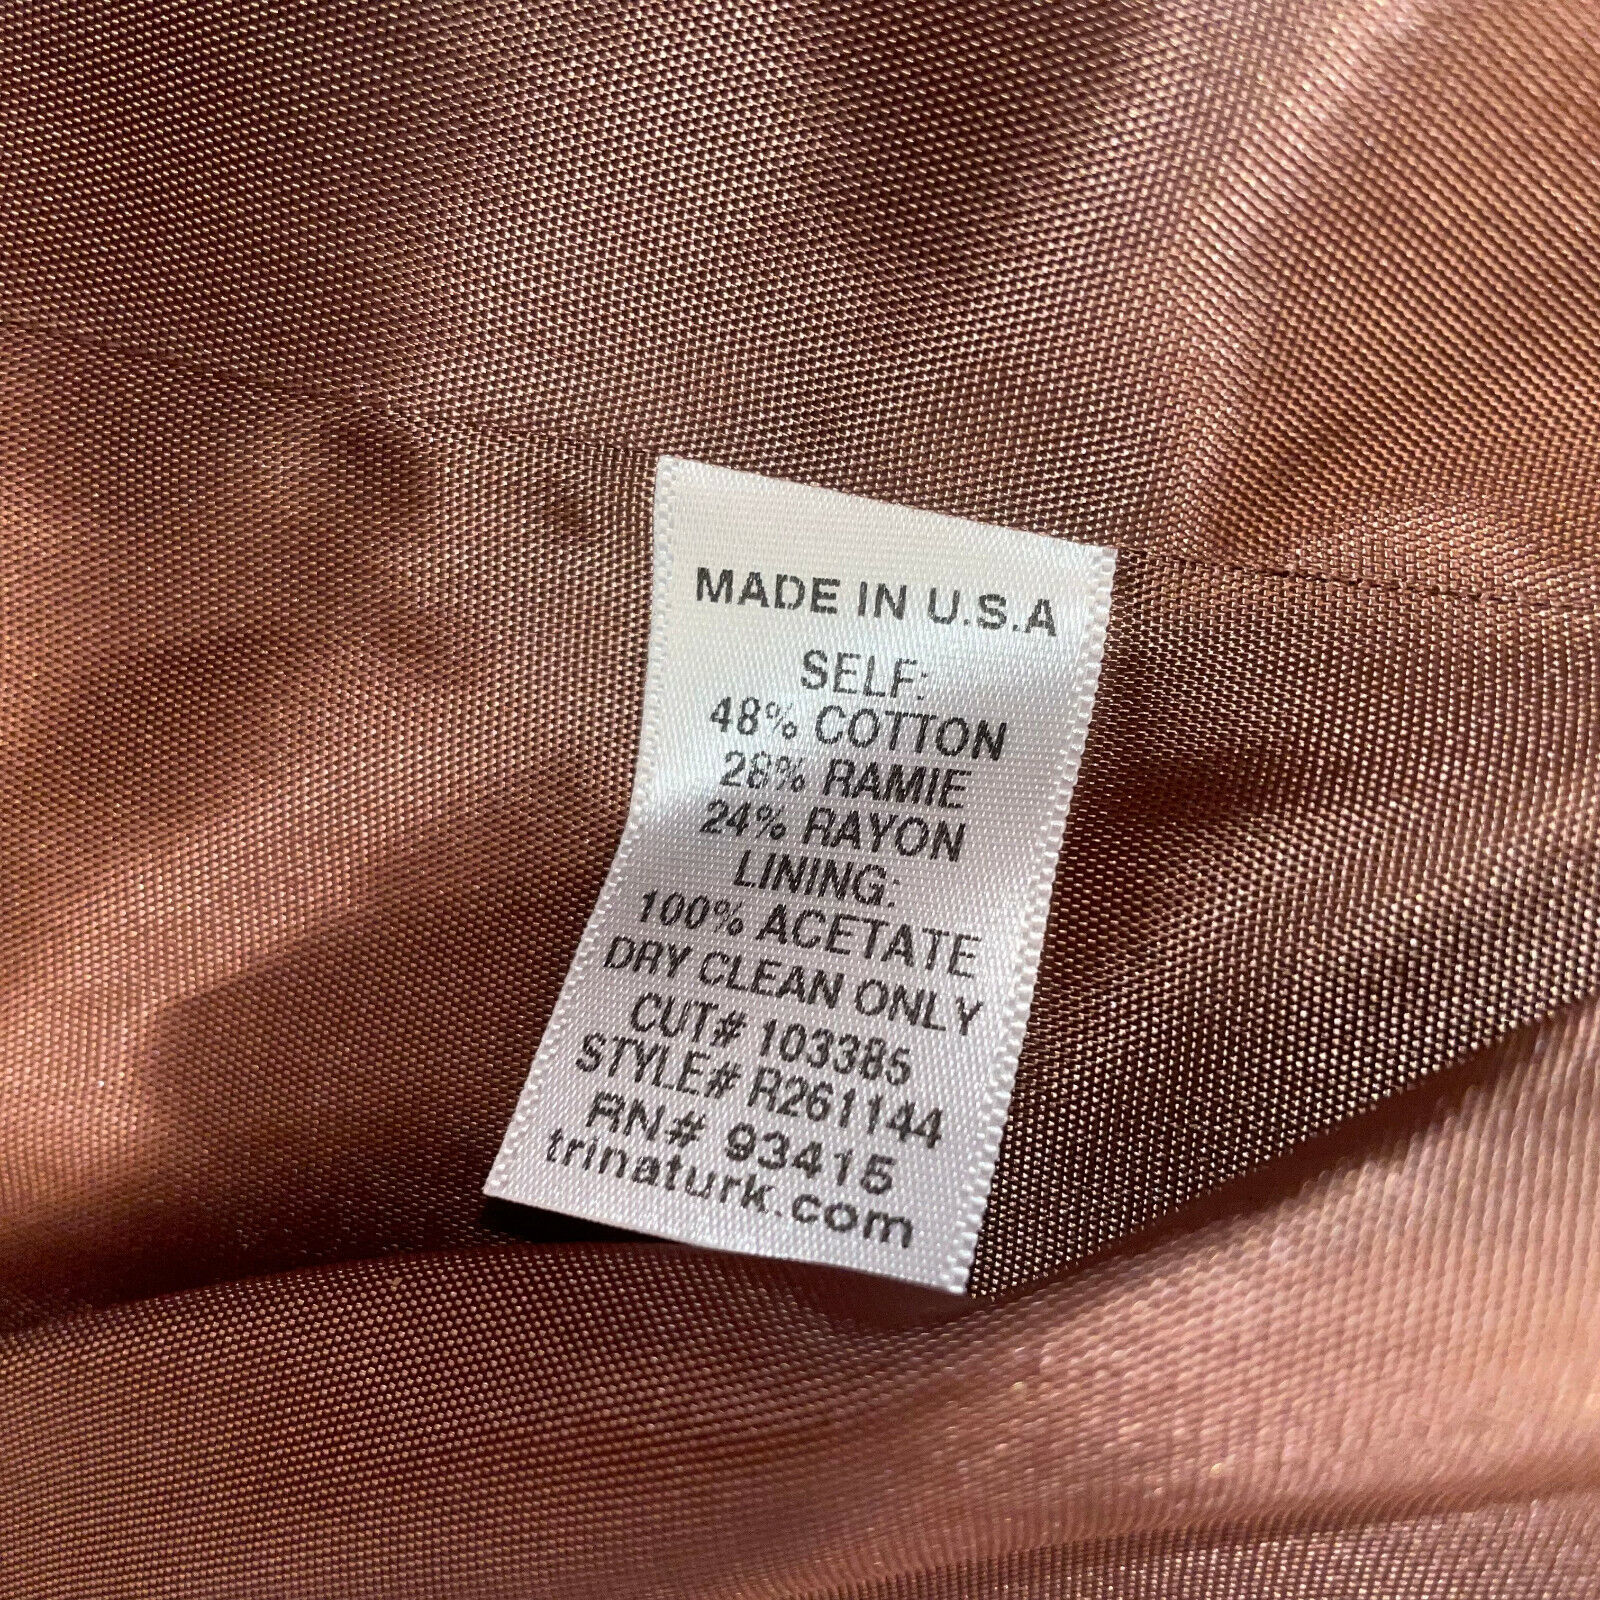 MADE IN U.S.A
SELF:
48% COTTON
28% RAMIE
24% RAYON
LINING:
100% ACETATE
DRY CLEAN ONLY
CUT# 103385
STYLE# R261144
RN# 93415
trinaturk.com